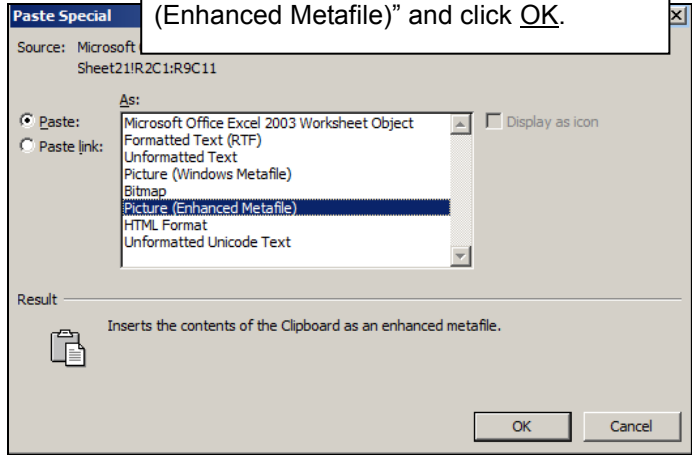 (Enhanced Metafile)” and click OK.
Paste Special
Source: Microsoft
Sheet21!R2C1:R9C11
As:
Paste:
Paste link:
Microsoft Office Excel 2003 Worksheet Object
Formatted Text (RTF)
Unformatted Text
Picture (Windows Metafile)
Bitmap
Picture (Enhanced Metafile)
HTML Format
Unformatted Unicode Text
Display as icon
Result
Inserts the contents of the Clipboard as an enhanced metafile.
OK Cancel